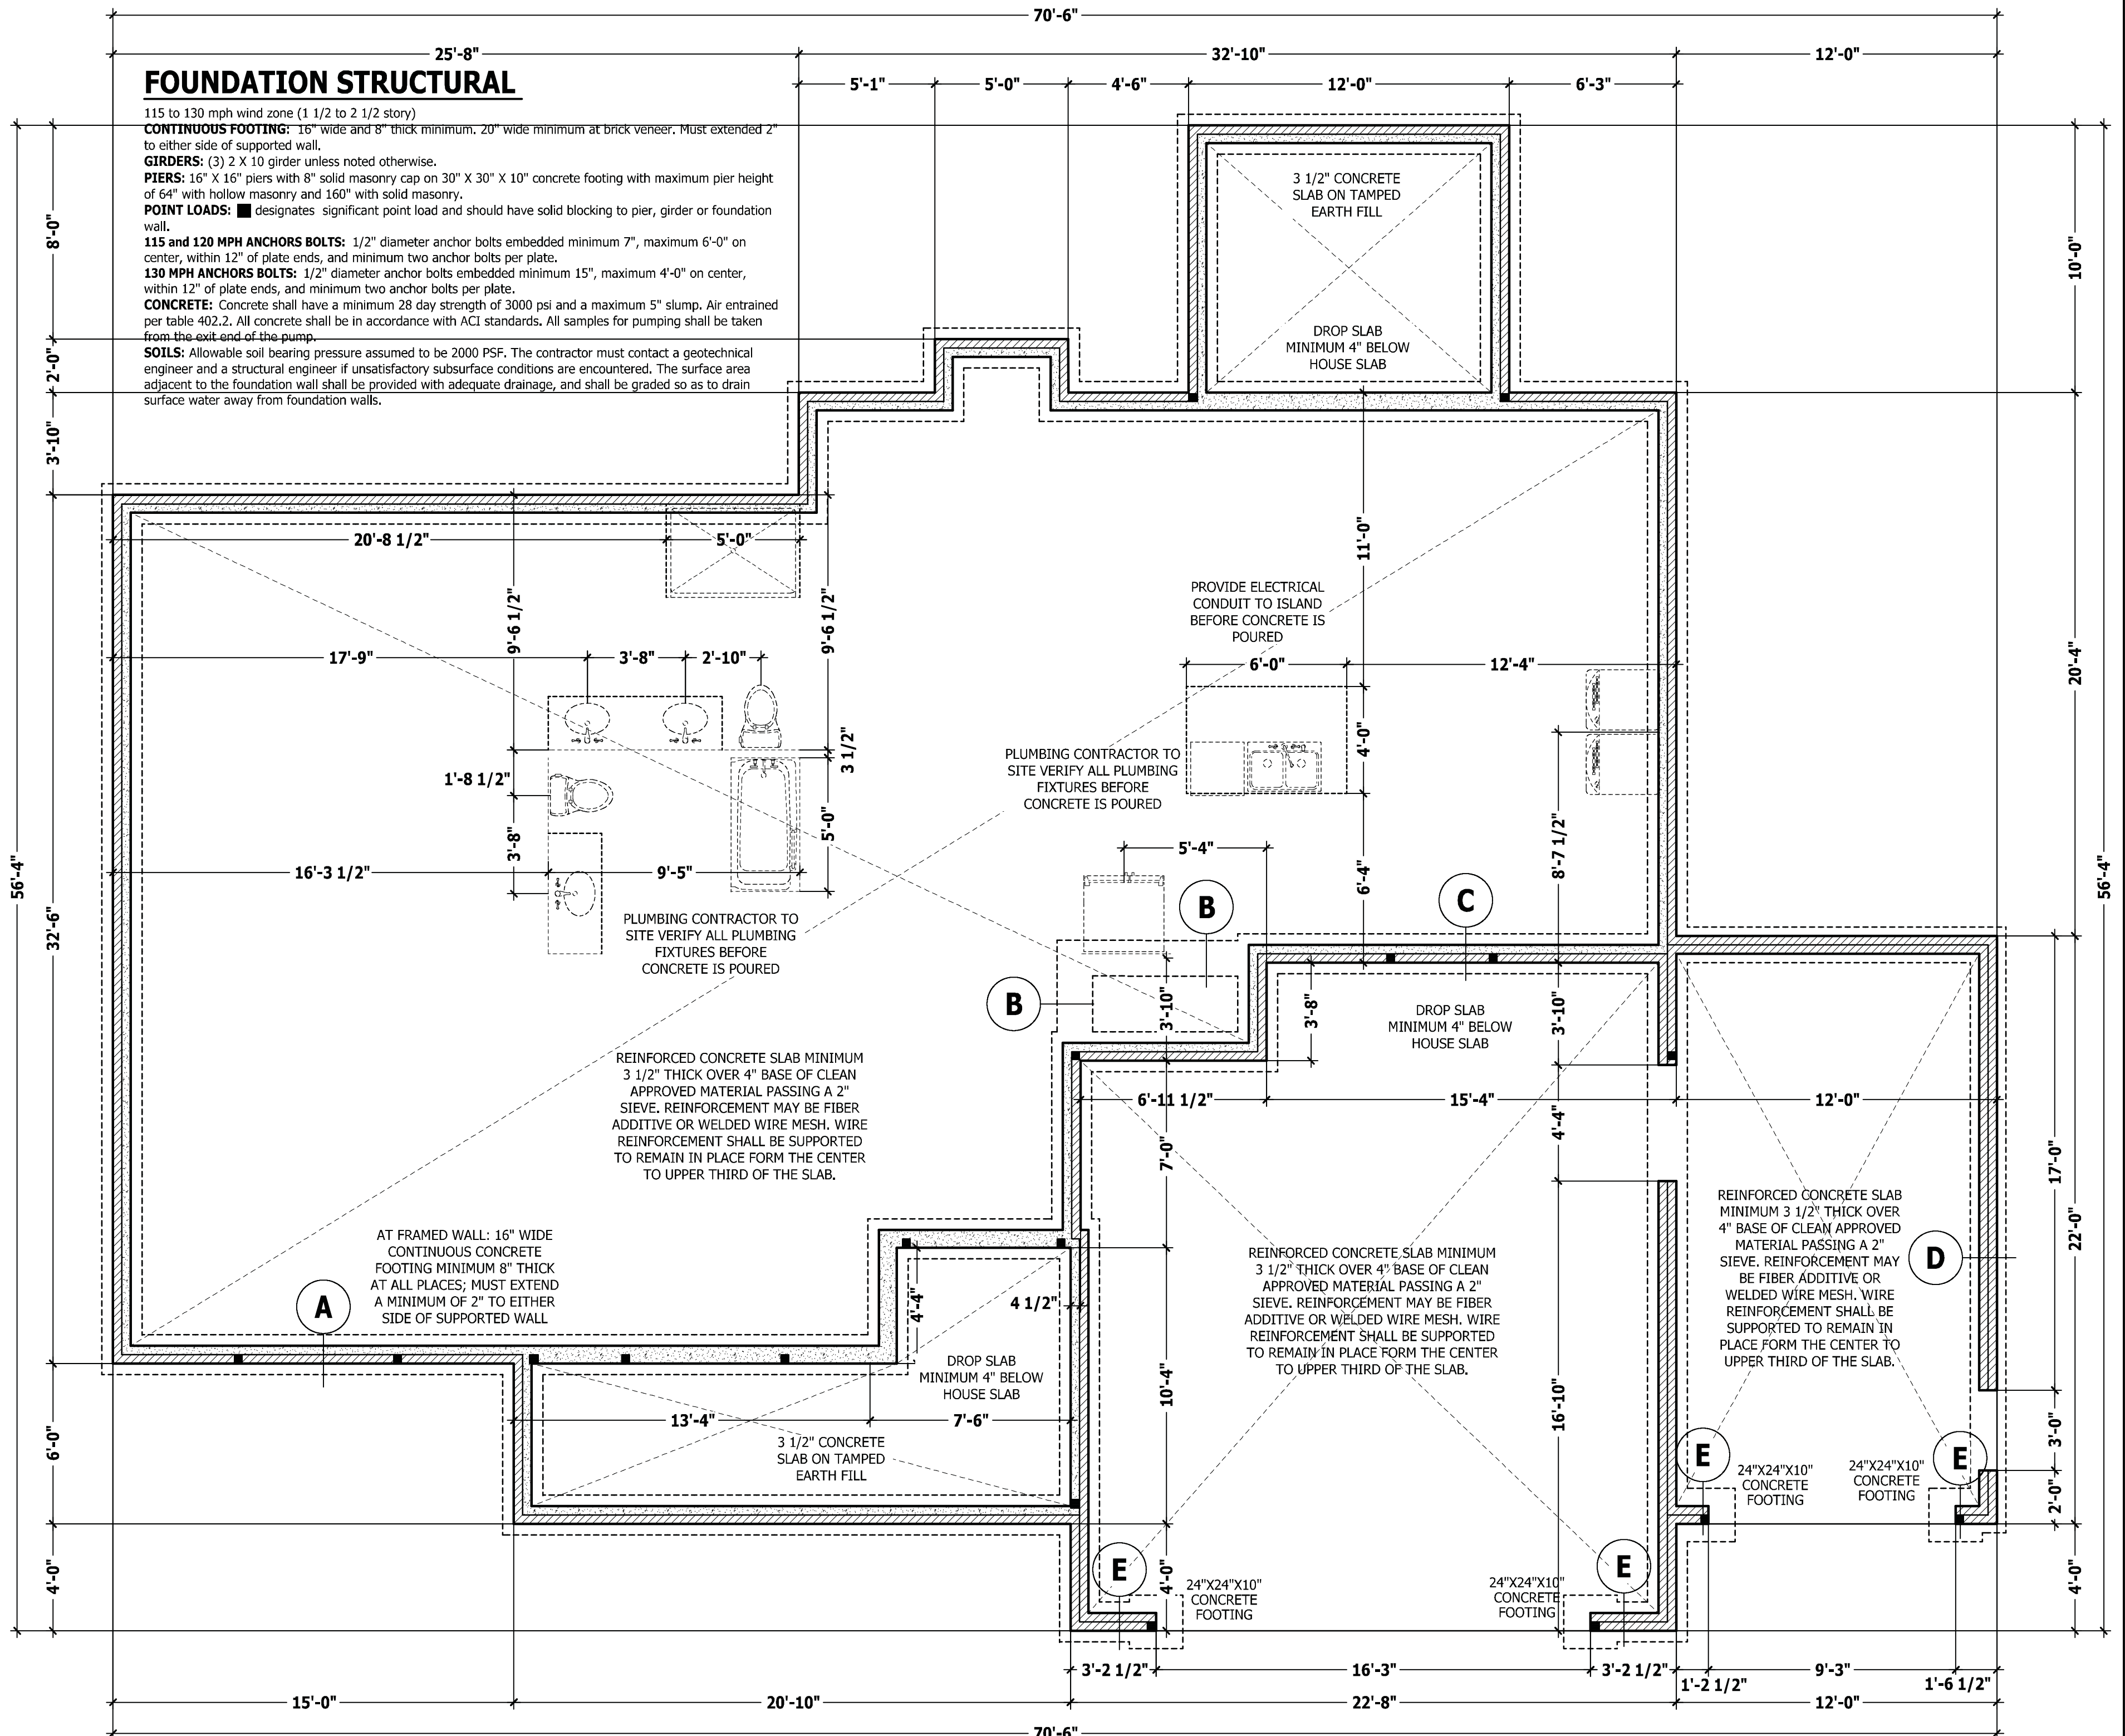 70'-6"
25'-8"
32'-10"
12'-0"
5'-1"
5'-0"
4'-6"
12'-0"
6'-3"
FOUNDATION STRUCTURAL
115 to 130 mph wind zone (1 1/2 to 2 1/2 story)
CONTINUOUS FOOTING: 16" wide and 8" thick minimum. 20" wide minimum at brick veneer. Must extended 2"
to either side of supported wall.
GIRDERS: (3) 2 X 10 girder unless noted otherwise.
PIERS: 16" X 16" piers with 8" solid masonry cap on 30" X 30" X 10" concrete footing with maximum pier height
of 64" with hollow masonry and 160" with solid masonry.
POINT LOADS: ■ designates significant point load and should have solid blocking to pier, girder or foundation
wall.
115 and 120 MPH ANCHORS BOLTS: 1/2" diameter anchor bolts embedded minimum 7", maximum 6'-0" on
center, within 12" of plate ends, and minimum two anchor bolts per plate.
130 MPH ANCHORS BOLTS: 1/2" diameter anchor bolts embedded minimum 15", maximum 4'-0" on center,
within 12" of plate ends, and minimum two anchor bolts per plate.
CONCRETE: Concrete shall have a minimum 28 day strength of 3000 psi and a maximum 5" slump. Air entrained
per table 402.2. All concrete shall be in accordance with ACI standards. All samples for pumping shall be taken
from the exit end of the pump.
SOILS: Allowable soil bearing pressure assumed to be 2000 PSF. The contractor must contact a geotechnical
engineer and a structural engineer if unsatisfactory subsurface conditions are encountered. The surface area
adjacent to the foundation wall shall be provided with adequate drainage, and shall be graded so as to drain
surface water away from foundation walls.
8'-0"
2'-0"
3'-10"
32'-6"
6'-0"
4'-0"
56'-4"
3 1/2" CONCRETE
SLAB ON TAMPED
EARTH FILL
DROP SLAB
MINIMUM 4" BELOW
HOUSE SLAB
10'-0"
20'-4"
22'-0"
4'-0"
56'-4"
20'-8 1/2"
5'-0"
9'-6 1/2"
9'-6 1/2"
11'-0"
PROVIDE ELECTRICAL
CONDUIT TO ISLAND
BEFORE CONCRETE IS
POURED
17'-9"
3'-8"
2'-10"
6'-0"
12'-4"
3 1/2"
4'-0"
PLUMBING CONTRACTOR TO
SITE VERIFY ALL PLUMBING
FIXTURES BEFORE
CONCRETE IS POURED
1'-8 1/2"
3'-8"
5'-0"
16'-3 1/2"
9'-5"
5'-4"
6'-4"
8'-7 1/2"
B
C
PLUMBING CONTRACTOR TO
SITE VERIFY ALL PLUMBING
FIXTURES BEFORE
CONCRETE IS POURED
B
3'-10"
3'-8"
DROP SLAB
MINIMUM 4" BELOW
HOUSE SLAB
3'-10"
REINFORCED CONCRETE SLAB MINIMUM
3 1/2" THICK OVER 4" BASE OF CLEAN
APPROVED MATERIAL PASSING A 2"
SIEVE. REINFORCEMENT MAY BE FIBER
ADDITIVE OR WELDED WIRE MESH. WIRE
REINFORCEMENT SHALL BE SUPPORTED
TO REMAIN IN PLACE FORM THE CENTER
TO UPPER THIRD OF THE SLAB.
6'-11 1/2"
15'-4"
12'-0"
7'-0"
4'-4"
17'-0"
REINFORCED CONCRETE SLAB
MINIMUM 3 1/2" THICK OVER
4" BASE OF CLEAN APPROVED
MATERIAL PASSING A 2"
SIEVE. REINFORCEMENT MAY
BE FIBER ADDITIVE OR
WELDED WIRE MESH. WIRE
REINFORCEMENT SHALL BE
SUPPORTED TO REMAIN IN
PLACE FORM THE CENTER TO
UPPER THIRD OF THE SLAB.
D
AT FRAMED WALL: 16" WIDE
CONTINUOUS CONCRETE
FOOTING MINIMUM 8" THICK
AT ALL PLACES; MUST EXTEND
A MINIMUM OF 2" TO EITHER
SIDE OF SUPPORTED WALL
A
REINFORCED CONCRETE SLAB MINIMUM
3 1/2" THICK OVER 4" BASE OF CLEAN
APPROVED MATERIAL PASSING A 2"
SIEVE. REINFORCEMENT MAY BE FIBER
ADDITIVE OR WELDED WIRE MESH. WIRE
REINFORCEMENT SHALL BE SUPPORTED
TO REMAIN IN PLACE FORM THE CENTER
TO UPPER THIRD OF THE SLAB.
4'-4"
4 1/2"
DROP SLAB
MINIMUM 4" BELOW
HOUSE SLAB
10'-4"
16'-10"
13'-4"
7'-6"
3 1/2" CONCRETE
SLAB ON TAMPED
EARTH FILL
E
24"X24"X10"
CONCRETE
FOOTING
24"X24"X10"
CONCRETE
FOOTING
E
3'-0"
2'-0"
E
4'-0"
24"X24"X10"
CONCRETE
FOOTING
24"X24"X10"
CONCRETE
FOOTING
E
3'-2 1/2"
16'-3"
3'-2 1/2"
1'-2 1/2"
9'-3"
1'-6 1/2"
15'-0"
20'-10"
22'-8"
12'-0"
70'-6"